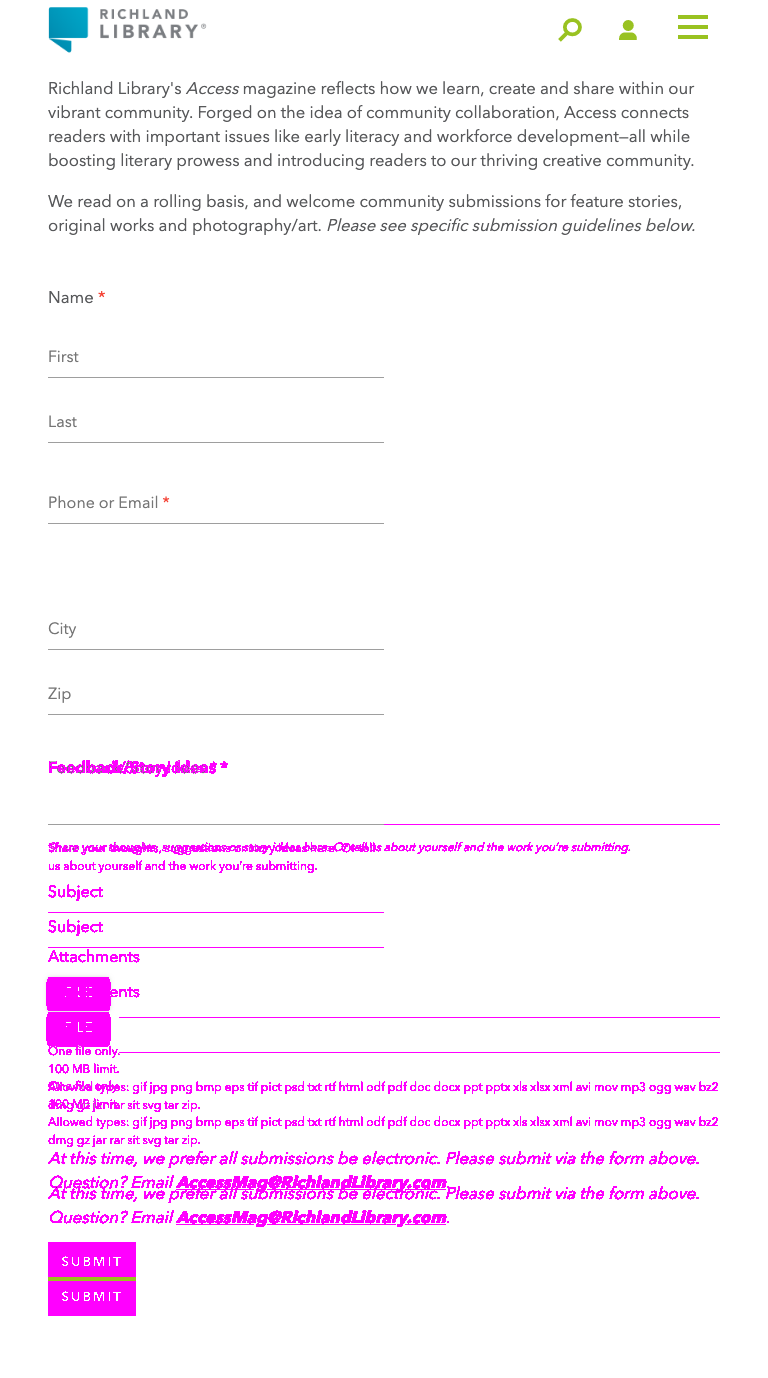 RICHLAND
LIBRARY®
Richland Library's Access magazine reflects how we learn, create and share within our
vibrant community. Forged on the idea of community collaboration, Access connects
readers with important issues like early literacy and workforce development—all while
boosting literary prowess and introducing readers to our thriving creative community.
We read on a rolling basis, and welcome community submissions for feature stories,
original works and photography/art. Please see specific submission guidelines below.
Name *
First
Last
Phone or Email *
City
Zip
Feedback/Story Ideas *
Share your thoughts, suggestions or story ideas here. Or tell us about yourself and the work you're submitting.
us about yourself and the work you're submitting.
Subject
Subject
Attachments
FILE
One file only.
100 MB limit.
Allowed types: gif jpg png bmp eps tif pict psd txt rtf html odf pdf doc docx ppt pptx xls xlsx xml avi mov mp3 ogg wav bz2
dmg gz jar rar sit svg tar zip.
Allowed types: gif jpg png bmp eps tif pict psd txt rtf html odf pdf doc docx ppt pptx xls xlsx xml avi mov mp3 ogg wav bz2
dmg gz jar rar sit svg tar zip.
At this time, we prefer all submissions be electronic. Please submit via the form above.
Question? Email AccessMag@RichlandLibrary.com.
At this time, we prefer all submissions be electronic. Please submit via the form above.
Question? Email AccessMag@RichlandLibrary.com.
SUBMIT
SUBMIT